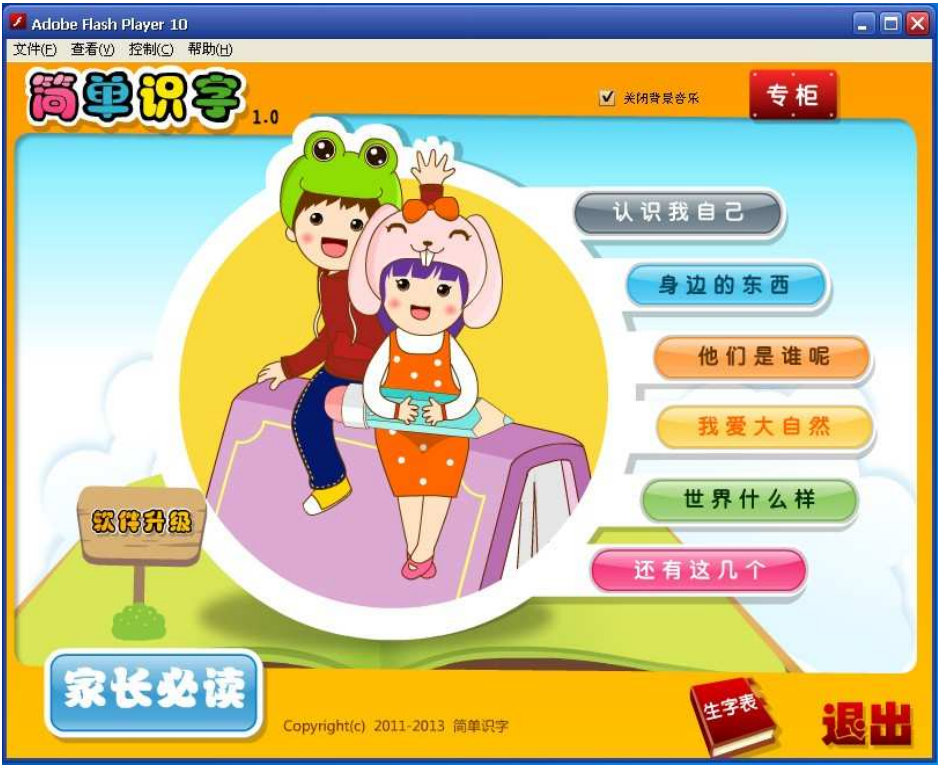 Adobe Flash Player 10
文件(F) 查看(V) 控制(C) 帮助(H)
简单识字 1.0
关闭背景音乐
专柜
认识我自己
身边的东西
他们是谁呢
我爱大自然
世界什么样
还有这几个
软件升级
家长必读
Copyright(c) 2011-2013 简单识字
生字表
退出